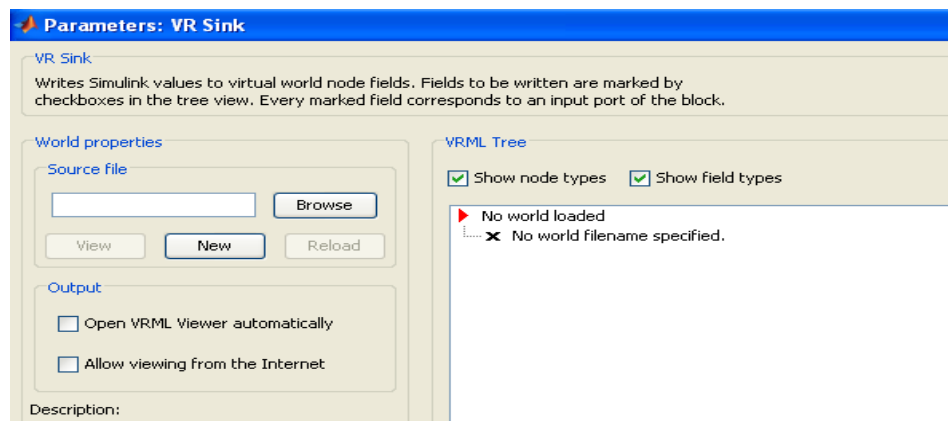 Parameters: VR Sink
VR Sink
Writes Simulink values to virtual world node fields. Fields to be written are marked by
checkboxes in the tree view. Every marked field corresponds to an input port of the block.
World properties
Source file
Browse
View New Reload
Output
Open VRML Viewer automatically
Allow viewing from the Internet
Description:
VRML Tree
Show node types Show field types
No world loaded
No world filename specified.